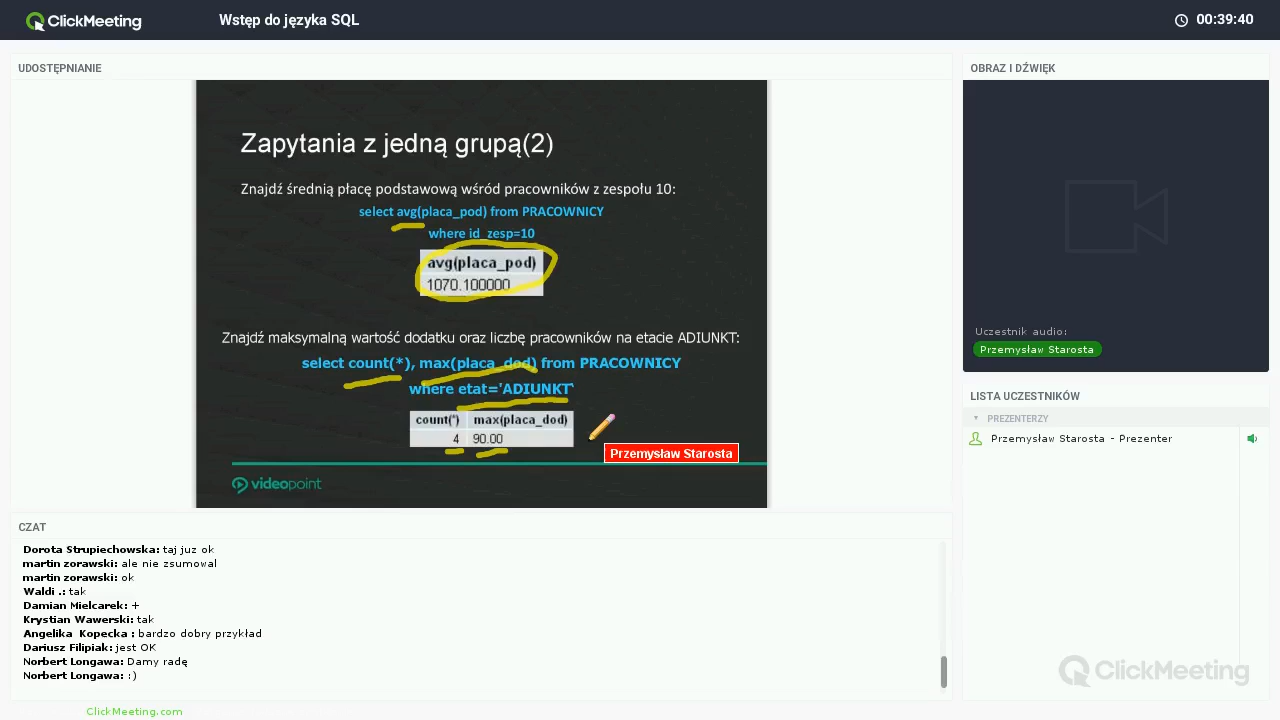 ClickMeeting
Wstęp do języka SQL
00:39:40
UDOSTĘPNIANIE
Zapytania z jedną grupą(2)
Znajdź średnią płacę podstawową wśród pracowników z zespołu 10:
select avg(placa_pod) from PRACOWNICY
where id_zesp=10
avg(placa_pod)
1070.100000
Znajdź maksymalną wartość dodatku oraz liczbę pracowników na etacie ADIUNKT:
select count(*), max(placa_dod) from PRACOWNICY
where etat='ADIUNKT'
count(*) max(placa_dod)
4 90.00
Przemysław Starosta
videopoint
OBRAZ I DŹWIĘK
Uczestnik audio:
Przemysław Starosta
LISTA UCZESTNIKÓW
PREZENTERZY
Przemysław Starosta - Prezenter
CZAT
Dorota Strupiechowska: taj juz ok
martin zorawski: ale nie zsumowal
martin zorawski: ok
Waldi .: tak
Damian Mielcarek: +
Krystian Wawerski: tak
Angelika Kopecka : bardzo dobry przykład
Dariusz Filipiak: jest OK
Norbert Longawa: Damy radę
Norbert Longawa: :)
ClickMeeting
ClickMeeting.com